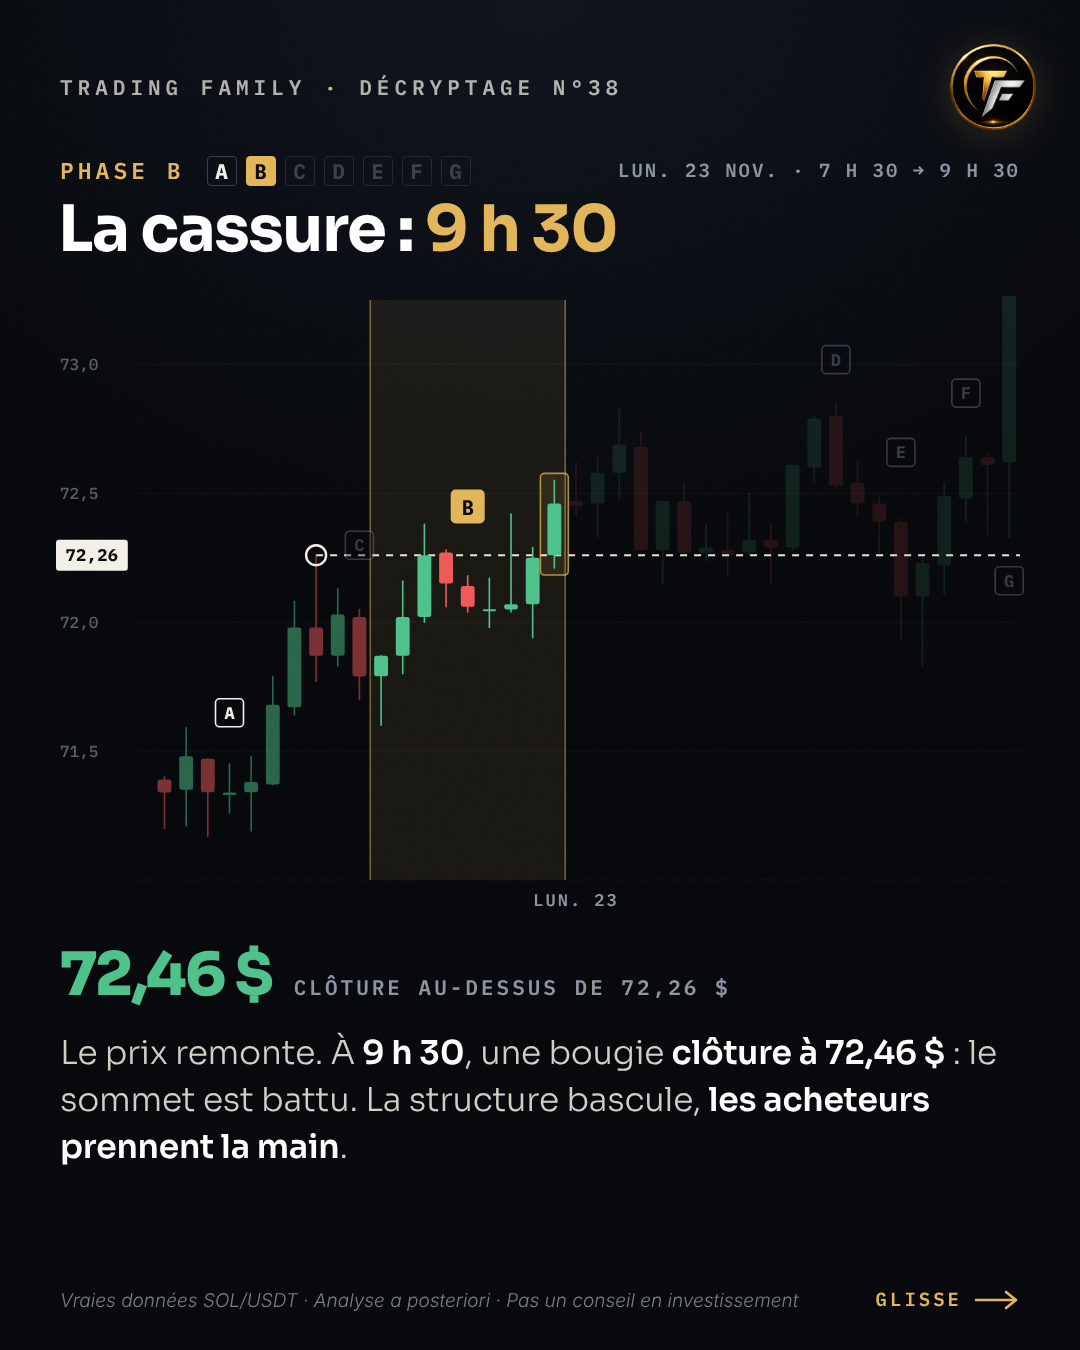 TRADING FAMILY · DÉCRYPTAGE N°38
TF
PHASE B A B C D E F G
LUN. 23 NOV. · 7 H 30 → 9 H 30
La cassure : 9 h 30
73,0
72,5
72,26
72,0
71,5
A
B
C
D
E
F
G
LUN. 23
72,46 $ CLÔTURE AU-DESSUS DE 72,26 $
Le prix remonte. À 9 h 30, une bougie clôture à 72,46 $ : le
sommet est battu. La structure bascule, les acheteurs
prennent la main.
Vraies données SOL/USDT · Analyse a posteriori · Pas un conseil en investissement
GLISSE →